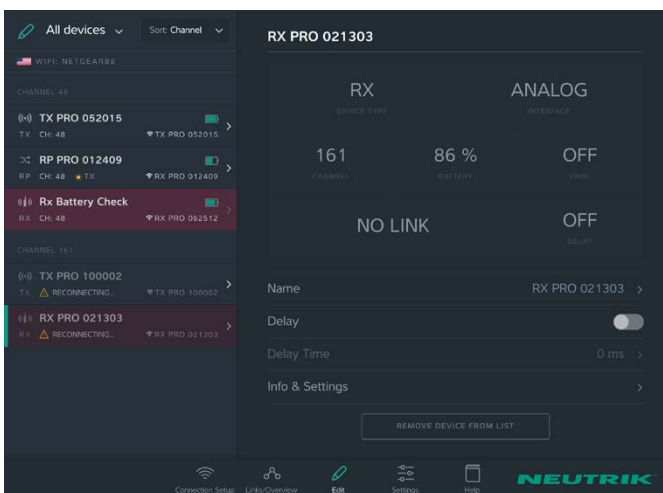 All devices
Sort: Channel
WIFI: NETGEAR88
CHANNEL 48
TX PRO 052015
TX CH: 48 TX PRO 052015
RP PRO 012409
RP CH: 48 TX RX PRO 012409
Rx Battery Check
RX CH: 48 RX PRO 062512
CHANNEL 161
TX PRO 100002
TX RECONNECTING... TX PRO 100002
RX PRO 021303
RX RECONNECTING... RX PRO 021303
RX PRO 021303
RX ANALOG
DEVICE TYPE INTERFACE
161 86 % OFF
CHANNEL BATTERY
NO LINK OFF
DELAY
Name RX PRO 021303
Delay
Delay Time 0 ms
Info & Settings
REMOVE DEVICE FROM LIST
Connection Setup Links/Overview Edit Settings Help
NEUTRIK